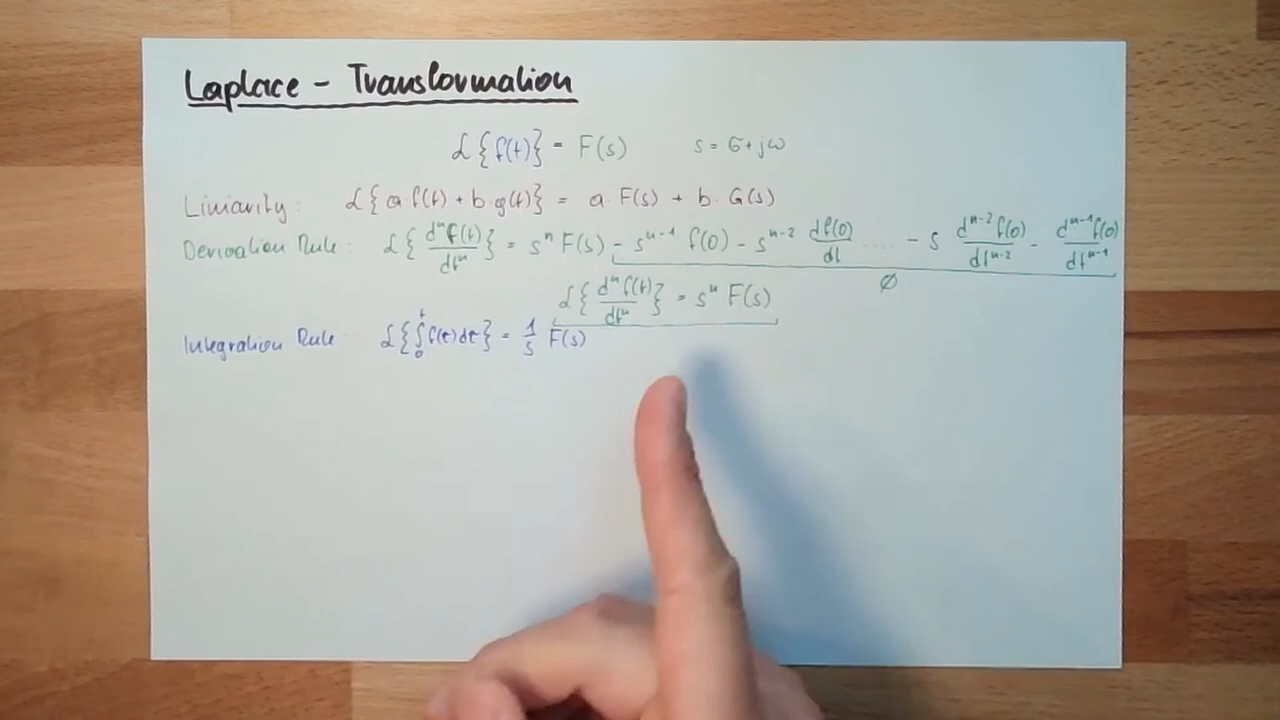 Laplace - Transformation
ℒ{f(t)} = F(s) s = σ + jω
Liniarity: ℒ{a f(t) + b g(t)} = a · F(s) + b · G(s)
Derivation Rule: ℒ{dⁿf(t)/dtⁿ} = sⁿ F(s) - sⁿ⁻¹ f(0) - sⁿ⁻² df(0)/dt ..... - s dⁿ⁻²f(0)/dtⁿ⁻² - dⁿ⁻¹f(0)/dtⁿ⁻¹
∅
ℒ{dⁿf(t)/dtⁿ} = sⁿ F(s)
Integration Rule ℒ{∫₀ᵗ f(τ)dτ} = 1/s F(s)